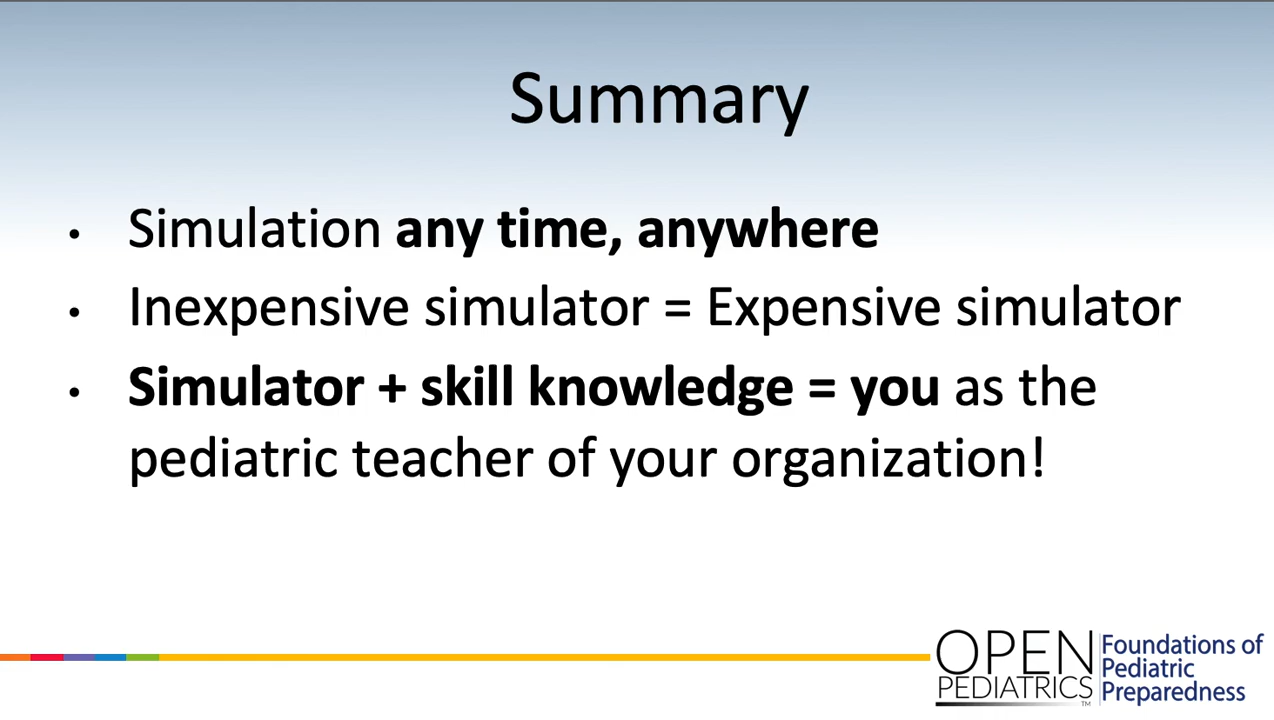 Summary
• Simulation any time, anywhere
• Inexpensive simulator = Expensive simulator
• Simulator + skill knowledge = you as the
pediatric teacher of your organization!
OPEN
PEDIATRICS™
Foundations of
Pediatric
Preparedness